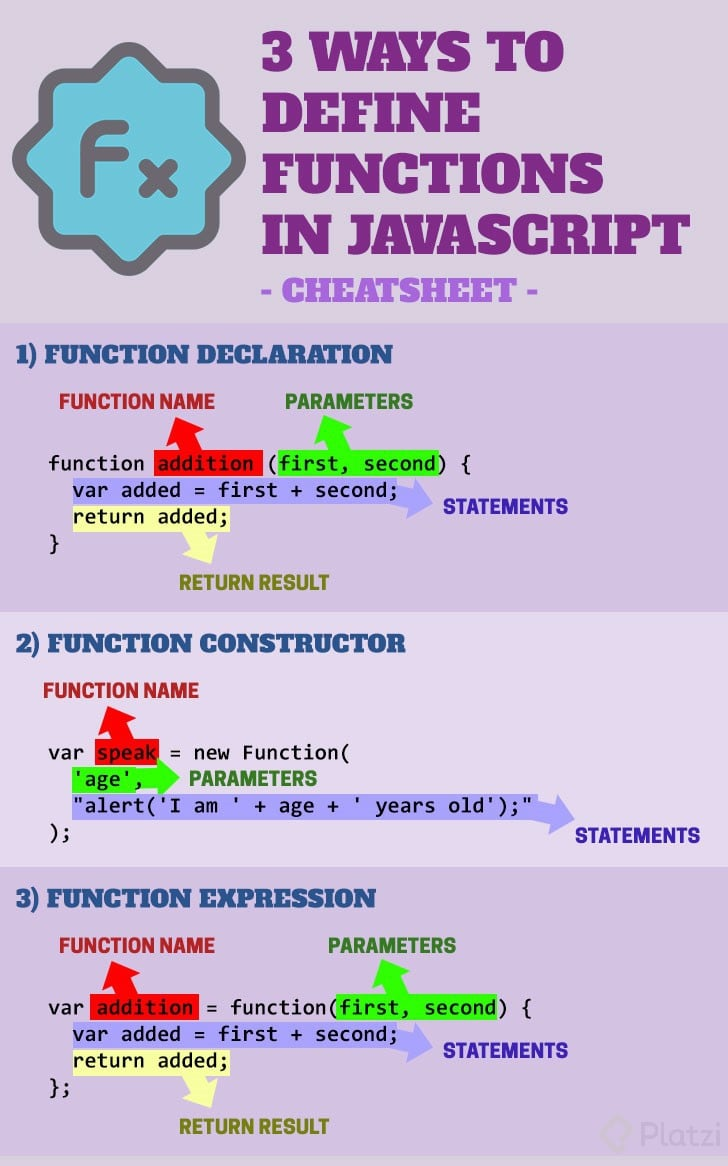 Fx
3 WAYS TO
DEFINE
FUNCTIONS
IN JAVASCRIPT
- CHEATSHEET -
1) FUNCTION DECLARATION
FUNCTION NAME PARAMETERS
function addition (first, second) {
var added = first + second;
STATEMENTS
return added;
}
RETURN RESULT
2) FUNCTION CONSTRUCTOR
FUNCTION NAME
var speak = new Function(
'age', PARAMETERS
"alert('I am ' + age + ' years old');"
);
STATEMENTS
3) FUNCTION EXPRESSION
FUNCTION NAME PARAMETERS
var addition = function(first, second) {
var added = first + second;
STATEMENTS
return added;
};
RETURN RESULT
Platzi